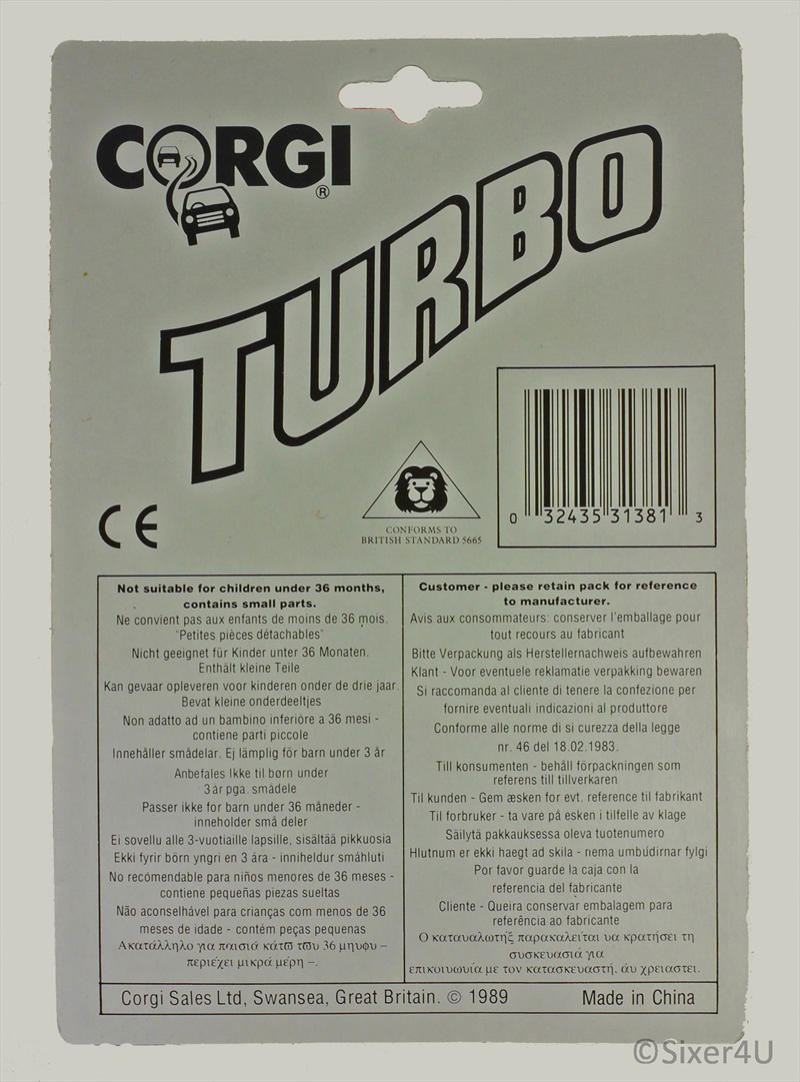 CORGI
®
TURBO
CE
CONFORMS TO
BRITISH STANDARD 5665
0 32435 31381 3
Not suitable for children under 36 months,
contains small parts.
Ne convient pas aux enfants de moins de 36 mois.
"Petites pièces détachables"
Nicht geeignet für Kinder unter 36 Monaten.
Enthält kleine Teile
Kan gevaar opleveren voor kinderen onder de drie jaar.
Bevat kleine onderdeeltjes
Non adatto ad un bambino inferiòre a 36 mesi -
contiene parti piccole
Innehåller smådelar. Ej lämplig för barn under 3 år
Anbefales Ikke til børn under
3 år pga. smådele
Passer ikke for barn under 36 måneder -
inneholder små deler
Ei sovellu alle 3-vuotiaille lapsille, sisältää pikkuosia
Ekki fyrir börn yngri en 3 ára - inniheldur smáhluti
No recómendable para niños menores de 36 meses -
contiene pequeñas piezas sueltas
Não aconselhável para crianças com menos de 36
meses de idade - contém peças pequenas
Ακατάλληλο για παισιά κάτϖ τϖυ 36 μηυφυ –
περιέχει μικρά μέρη –.
Customer - please retain pack for reference
to manufacturer.
Avis aux consommateurs: conserver l'emballage pour
tout recours au fabricant
Bitte Verpackung als Herstellernachweis aufbewahren
Klant - Voor eventuele reklamatie verpakking bewaren
Si raccomanda al cliente di tenere la confezione per
fornire eventuali indicazioni al produttore
Conforme alle norme di si curezza della legge
nr. 46 del 18.02.1983.
Till konsumenten - behåll förpackningen som
referens till tillverkaren
Til kunden - Gem æsken for evt. reference til fabrikant
Til forbruker - ta vare på esken i tilfelle av klage
Säilytä pakkauksessa oleva tuotenumero
Hlutnum er ekki haegt ad skila - nema umbúdirnar fylgi
Por favor guarde la caja con la
referencia del fabricante
Cliente - Queira conservar embalagem para
referência ao fabricante
Ο καταυαλωτήξ παρακαλείται υα κρατήσει τη
συσκευασιά για
επικοιυωυία με τον κατασκευαστή, άυ χρειαστει.
Corgi Sales Ltd, Swansea, Great Britain. © 1989
Made in China
©Sixer4U